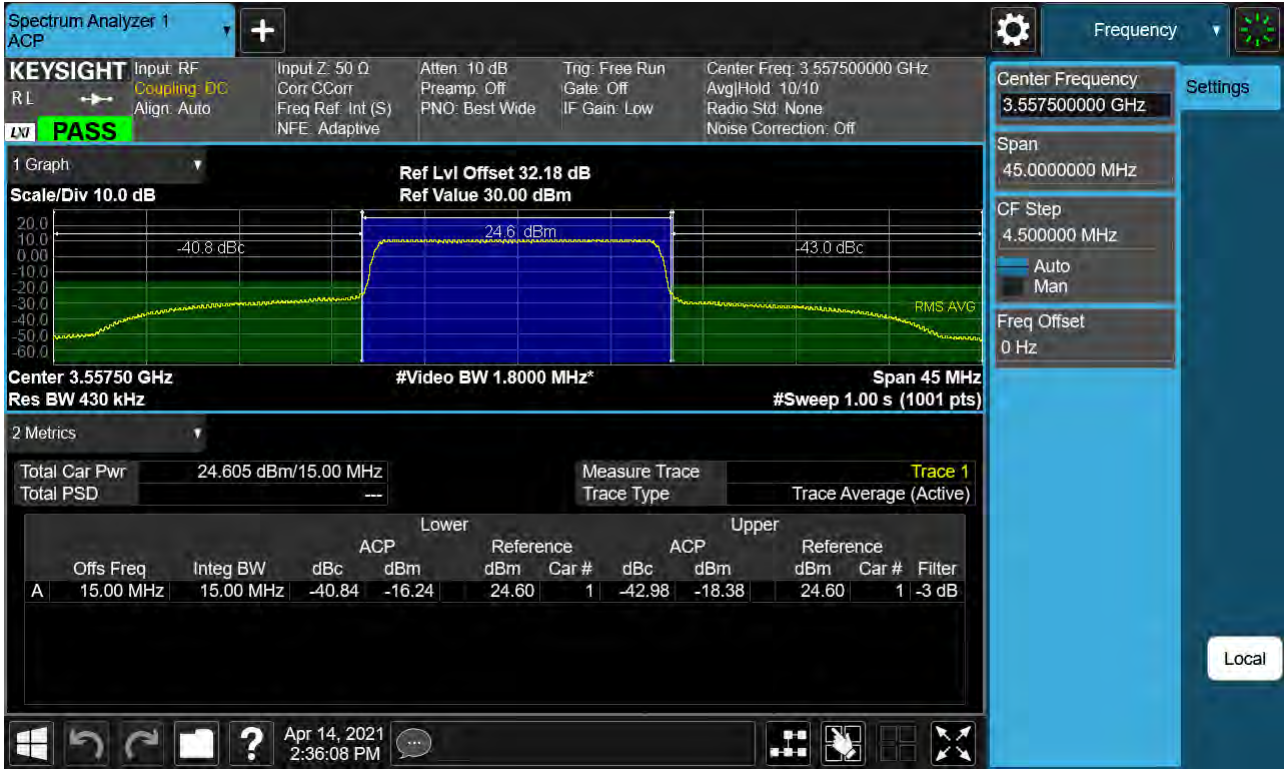 Spectrum Analyzer 1
ACP
Frequency
KEYSIGHT
Input: RF
Input Z: 50 Ω
Atten: 10 dB
Trig: Free Run
Center Freq: 3.557500000 GHz
Coupling: DC
Corr CCorr
Preamp: Off
Gate: Off
Avg|Hold: 10/10
RL
Align: Auto
Freq Ref: Int (S)
PNO: Best Wide
IF Gain: Low
Radio Std: None
LXI
PASS
NFE: Adaptive
Noise Correction: Off
Center Frequency
3.557500000 GHz
Settings
Span
45.0000000 MHz
CF Step
4.500000 MHz
Auto
Man
Freq Offset
0 Hz
Local
1 Graph
Ref Lvl Offset 32.18 dB
Scale/Div 10.0 dB
Ref Value 30.00 dBm
20.0
10.0
0.00
-10.0
-20.0
-30.0
-40.0
-50.0
-60.0
-40.8 dBc
24.6 dBm
-43.0 dBc
RMS AVG
Center 3.55750 GHz
#Video BW 1.8000 MHz*
Span 45 MHz
Res BW 430 kHz
#Sweep 1.00 s (1001 pts)
2 Metrics
Total Car Pwr 24.605 dBm/15.00 MHz
Measure Trace Trace 1
Total PSD ---
Trace Type Trace Average (Active)
Lower Upper
ACP Reference ACP Reference
Offs Freq Integ BW dBc dBm dBm Car # dBc dBm dBm Car # Filter
A 15.00 MHz 15.00 MHz -40.84 -16.24 24.60 1 -42.98 -18.38 24.60 1 -3 dB
Apr 14, 2021
2:36:08 PM